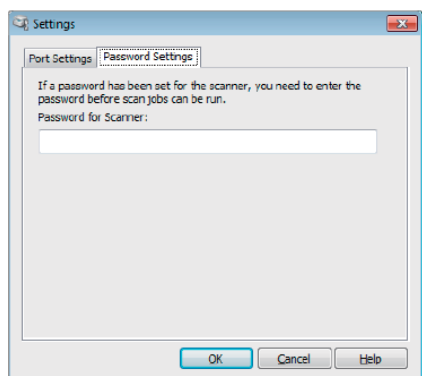 Settings
Port Settings Password Settings
If a password has been set for the scanner, you need to enter the
password before scan jobs can be run.
Password for Scanner:
OK Cancel Help